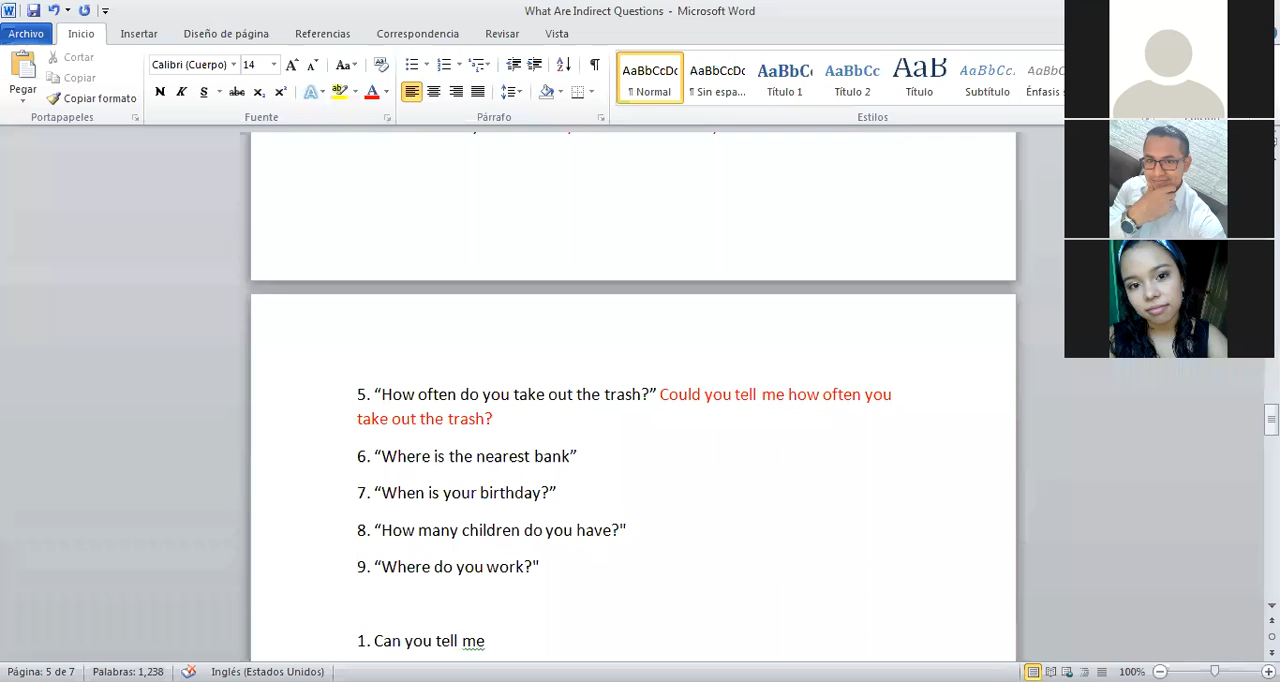 What Are Indirect Questions - Microsoft Word
Archivo Inicio Insertar Diseño de página Referencias Correspondencia Revisar Vista
Pegar
Cortar
Copiar
Copiar formato
Portapapeles
Calibri (Cuerpo) 14
N K S abc x₂ x²
Fuente
Párrafo
AaBbCcDc AaBbCcDc AaBbC AaBbCc AaB AaBbCc. AaBbC
¶ Normal ¶ Sin espa... Título 1 Título 2 Título Subtítulo Énfasis
Estilos
5. “How often do you take out the trash?” Could you tell me how often you
take out the trash?
6. “Where is the nearest bank”
7. “When is your birthday?”
8. “How many children do you have?"
9. “Where do you work?"
1. Can you tell me
Página: 5 de 7 Palabras: 1,238 Inglés (Estados Unidos) 100%